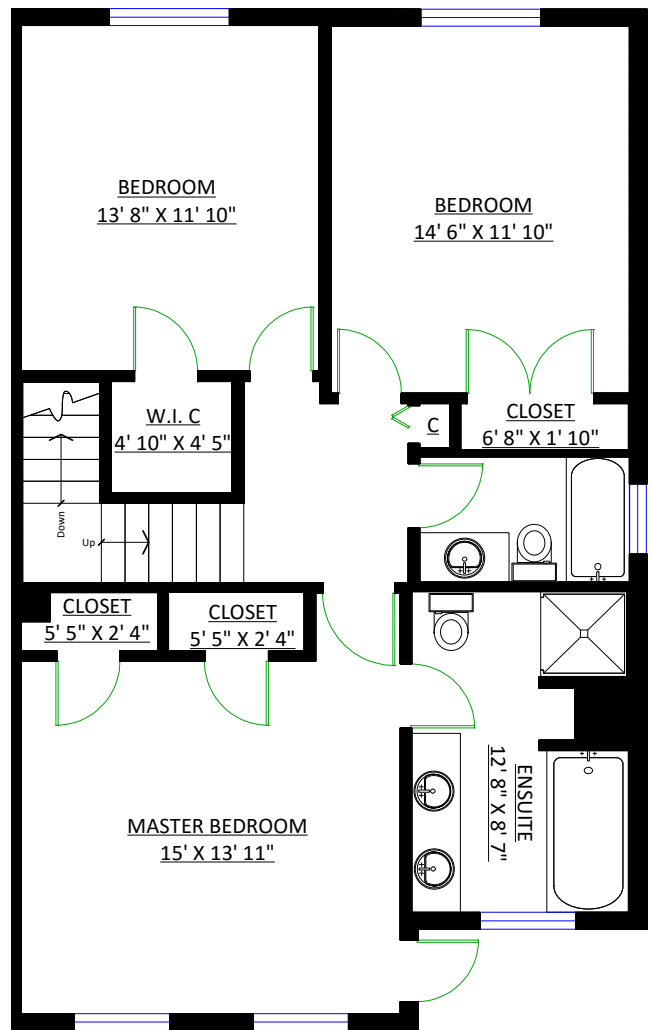 BEDROOM
13' 8" X 11' 10"
BEDROOM
14' 6" X 11' 10"
W.I. C
4' 10" X 4' 5"
C
CLOSET
6' 8" X 1' 10"
Down
Up
CLOSET
5' 5" X 2' 4"
CLOSET
5' 5" X 2' 4"
ENSUITE
12' 8" X 8' 7"
MASTER BEDROOM
15' X 13' 11"